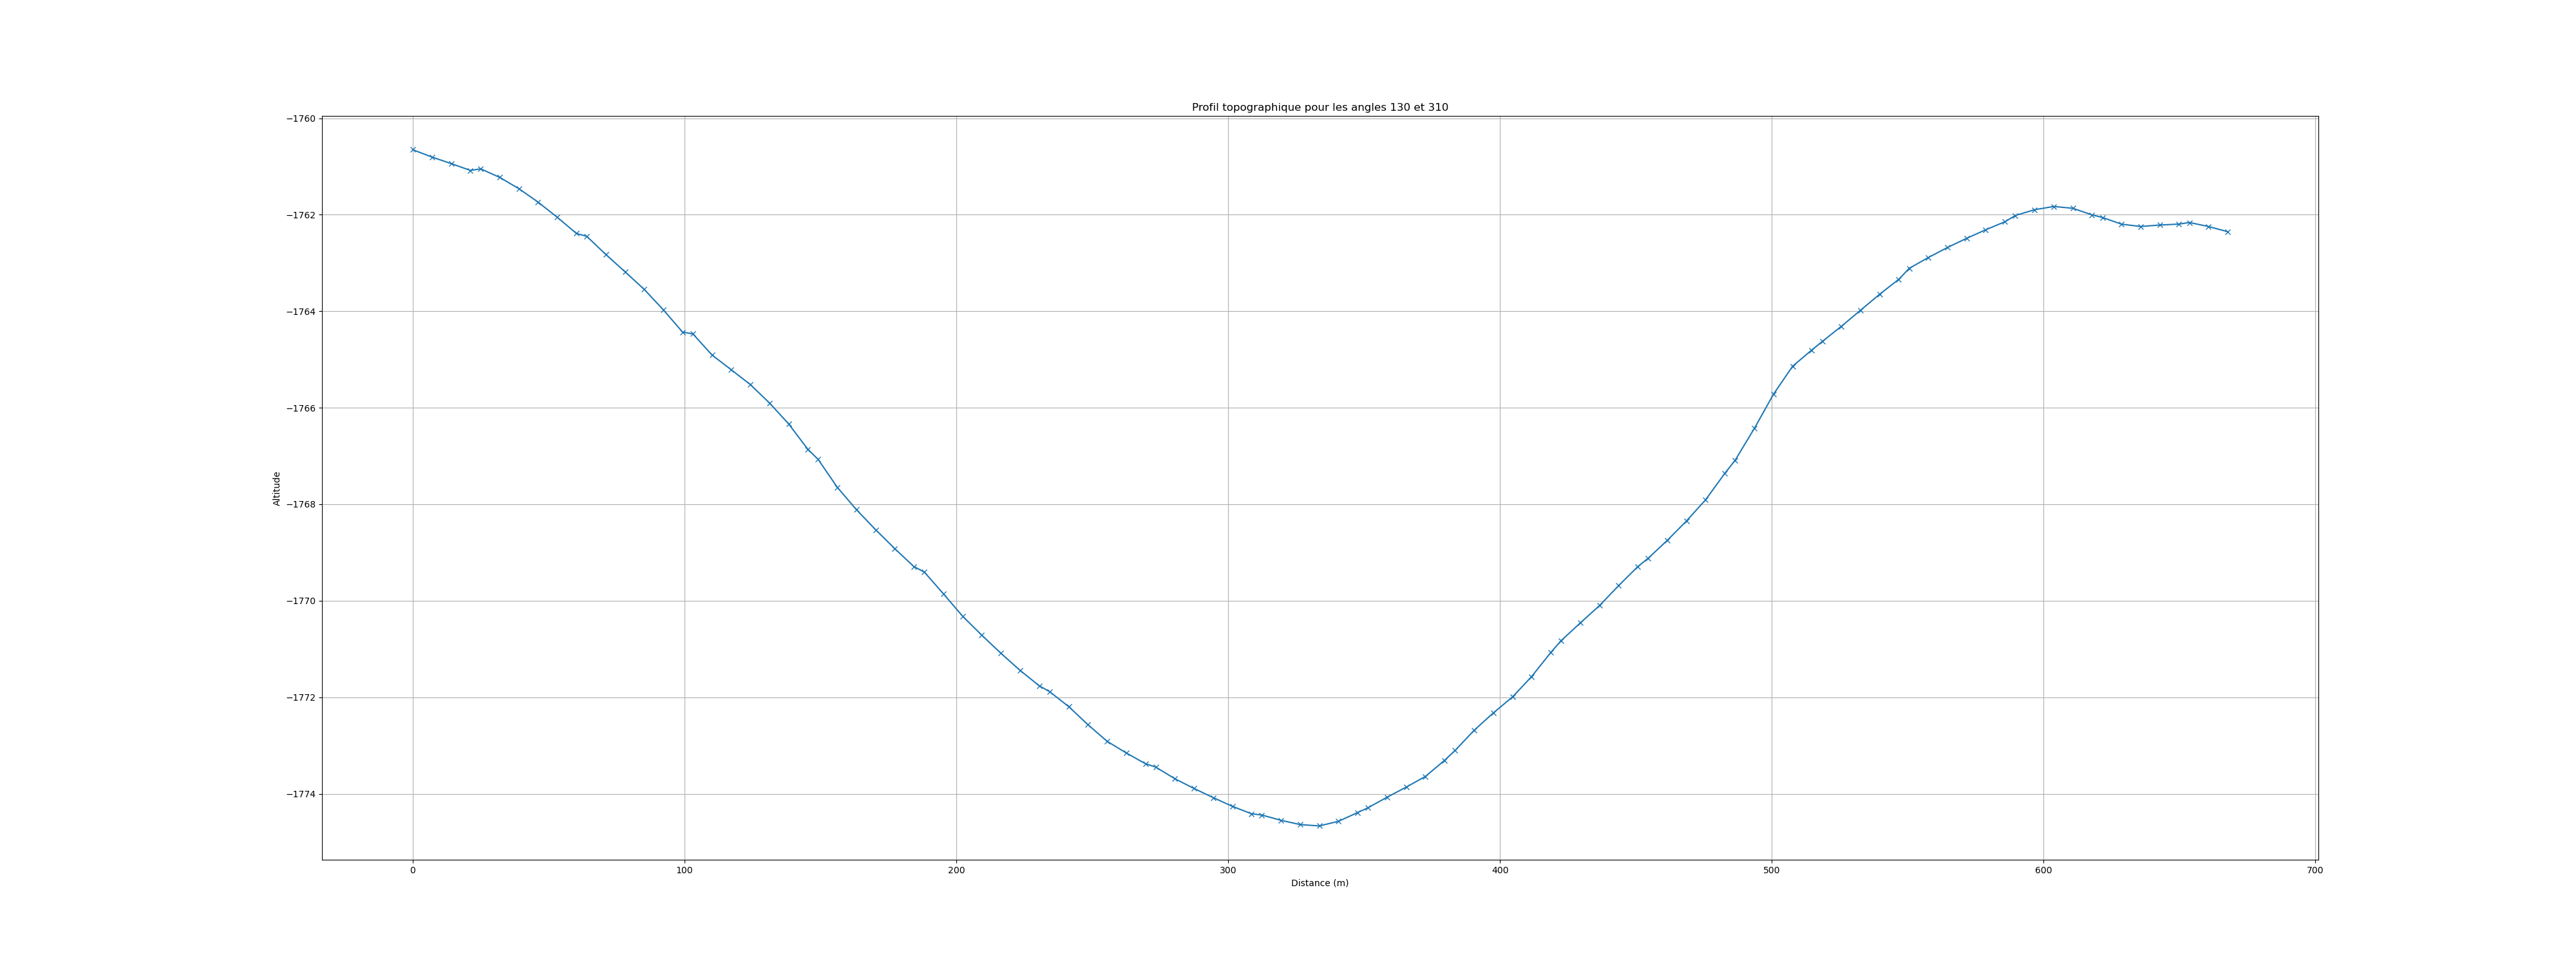 Profil topographique pour les angles 130 et 310
−1760
−1762
−1764
−1766
−1768
−1770
−1772
−1774
Altitude
0 100 200 300 400 500 600 700
Distance (m)